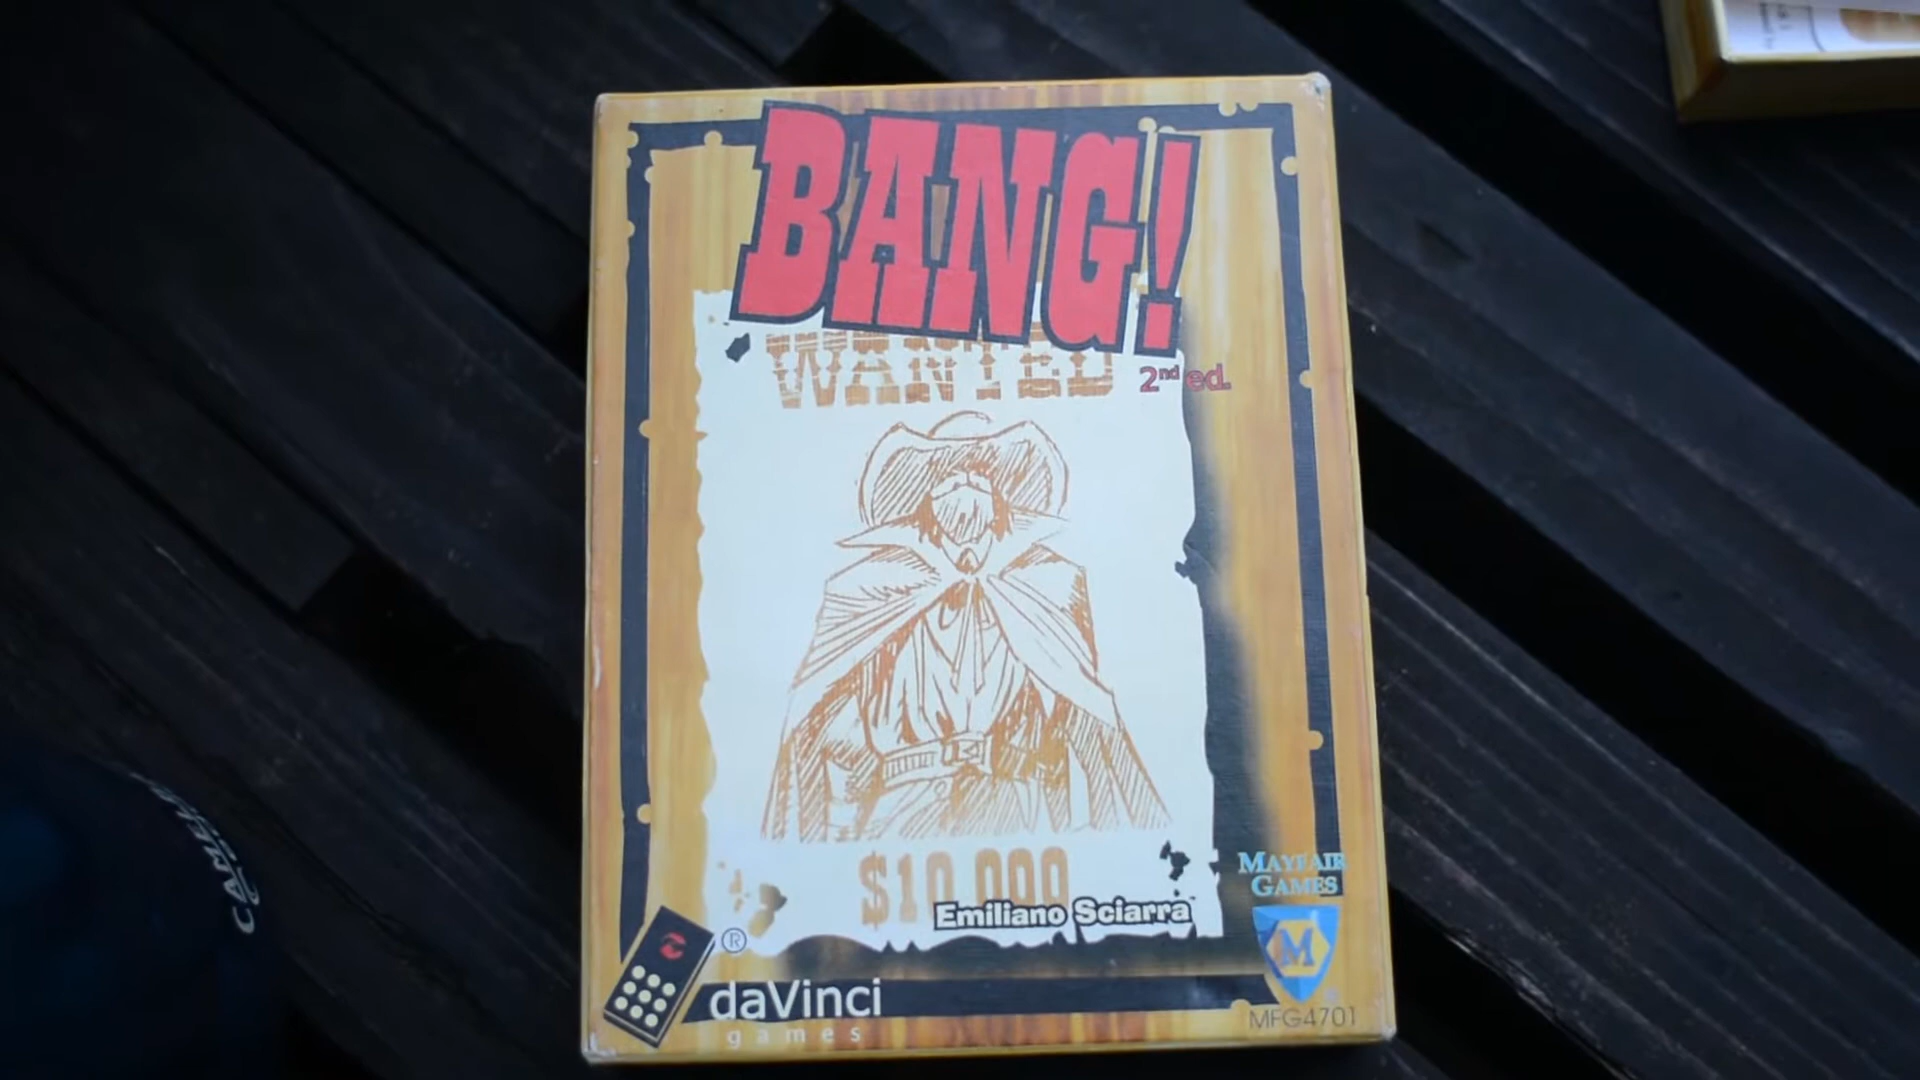 BANG!
WANTED
2nd ed.
$10,000
Emiliano Sciarra
MAYFAIR
GAMES
M
®
daVinci
games
MFG4701